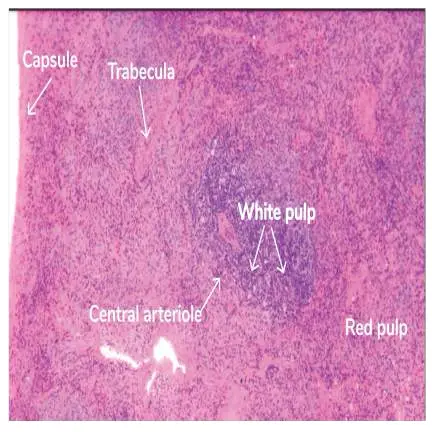 Capsule
Trabecula
White pulp
Central arteriole
Red pulp